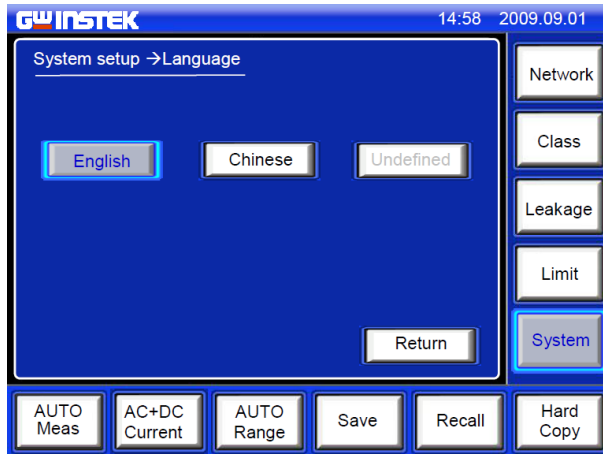 GWINSTEK 14:58 2009.09.01
System setup →Language
English Chinese Undefined
Return
Network
Class
Leakage
Limit
System
AUTO Meas
AC+DC Current
AUTO Range
Save
Recall
Hard Copy